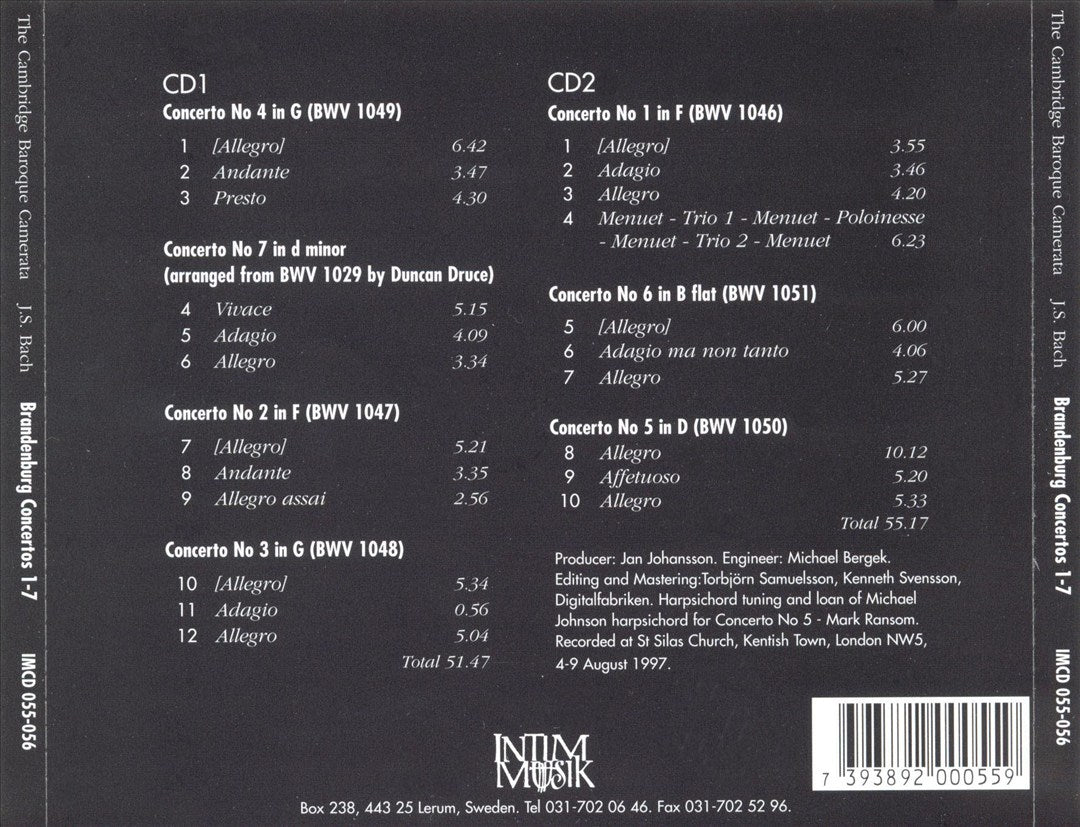 The Cambridge Baroque Camerata J.S. Bach Brandenburg Concertos 1-7 IMCD 055-056
CD1
Concerto No 4 in G (BWV 1049)
1 [Allegro] 6.42
2 Andante 3.47
3 Presto 4.30
Concerto No 7 in d minor
(arranged from BWV 1029 by Duncan Druce)
4 Vivace 5.15
5 Adagio 4.09
6 Allegro 3.34
Concerto No 2 in F (BWV 1047)
7 [Allegro] 5.21
8 Andante 3.35
9 Allegro assai 2.56
Concerto No 3 in G (BWV 1048)
10 [Allegro] 5.34
11 Adagio 0.56
12 Allegro 5.04
Total 51.47
CD2
Concerto No 1 in F (BWV 1046)
1 [Allegro] 3.55
2 Adagio 3.46
3 Allegro 4.20
4 Menuet - Trio 1 - Menuet - Poloinesse
- Menuet - Trio 2 - Menuet 6.23
Concerto No 6 in B flat (BWV 1051)
5 [Allegro] 6.00
6 Adagio ma non tanto 4.06
7 Allegro 5.27
Concerto No 5 in D (BWV 1050)
8 Allegro 10.12
9 Affetuoso 5.20
10 Allegro 5.33
Total 55.17
Producer: Jan Johansson. Engineer: Michael Bergek.
Editing and Mastering:Torbjörn Samuelsson, Kenneth Svensson,
Digitalfabriken. Harpsichord tuning and loan of Michael
Johnson harpsichord for Concerto No 5 - Mark Ransom.
Recorded at St Silas Church, Kentish Town, London NW5,
4-9 August 1997.
INTIM
MUSIK
7 393892 000559
Box 238, 443 25 Lerum, Sweden. Tel 031-702 06 46. Fax 031-702 52 96.
The Cambridge Baroque Camerata J.S. Bach Brandenburg Concertos 1-7 IMCD 055-056